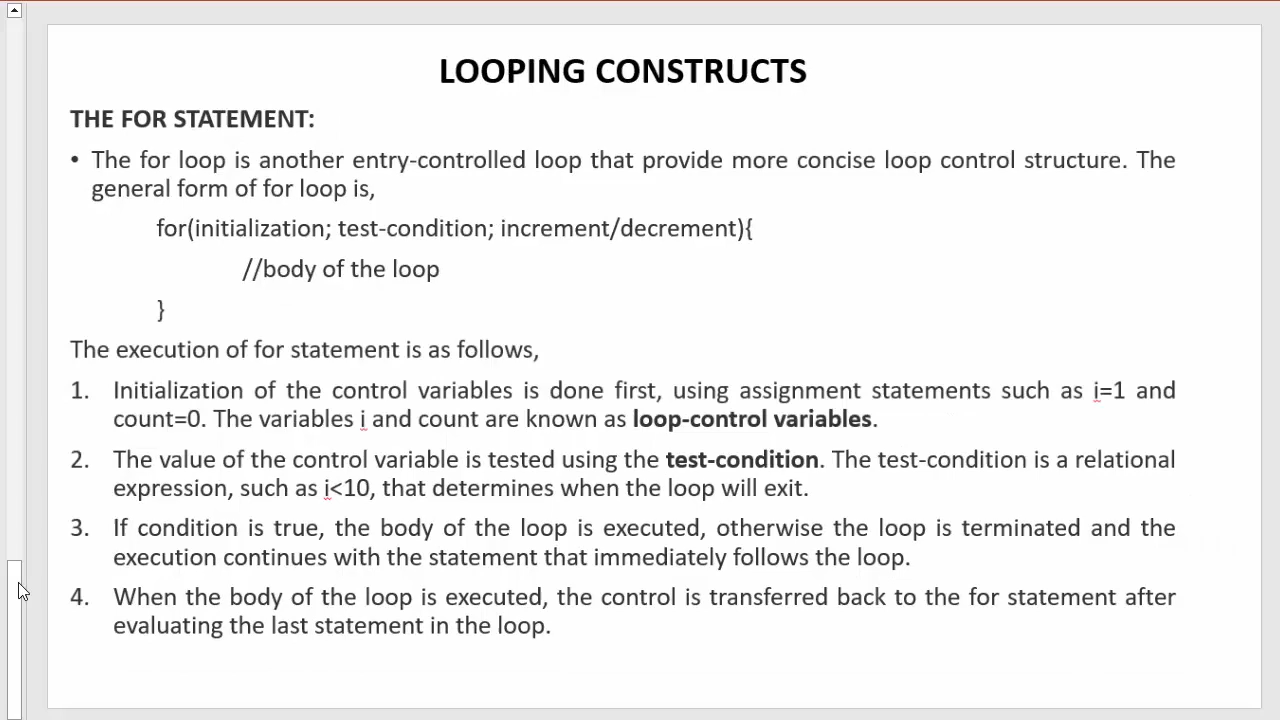 LOOPING CONSTRUCTS
THE FOR STATEMENT:
• The for loop is another entry-controlled loop that provide more concise loop control structure. The
general form of for loop is,
for(initialization; test-condition; increment/decrement){
//body of the loop
}
The execution of for statement is as follows,
1. Initialization of the control variables is done first, using assignment statements such as i=1 and
count=0. The variables i and count are known as loop-control variables.
2. The value of the control variable is tested using the test-condition. The test-condition is a relational
expression, such as i<10, that determines when the loop will exit.
3. If condition is true, the body of the loop is executed, otherwise the loop is terminated and the
execution continues with the statement that immediately follows the loop.
4. When the body of the loop is executed, the control is transferred back to the for statement after
evaluating the last statement in the loop.